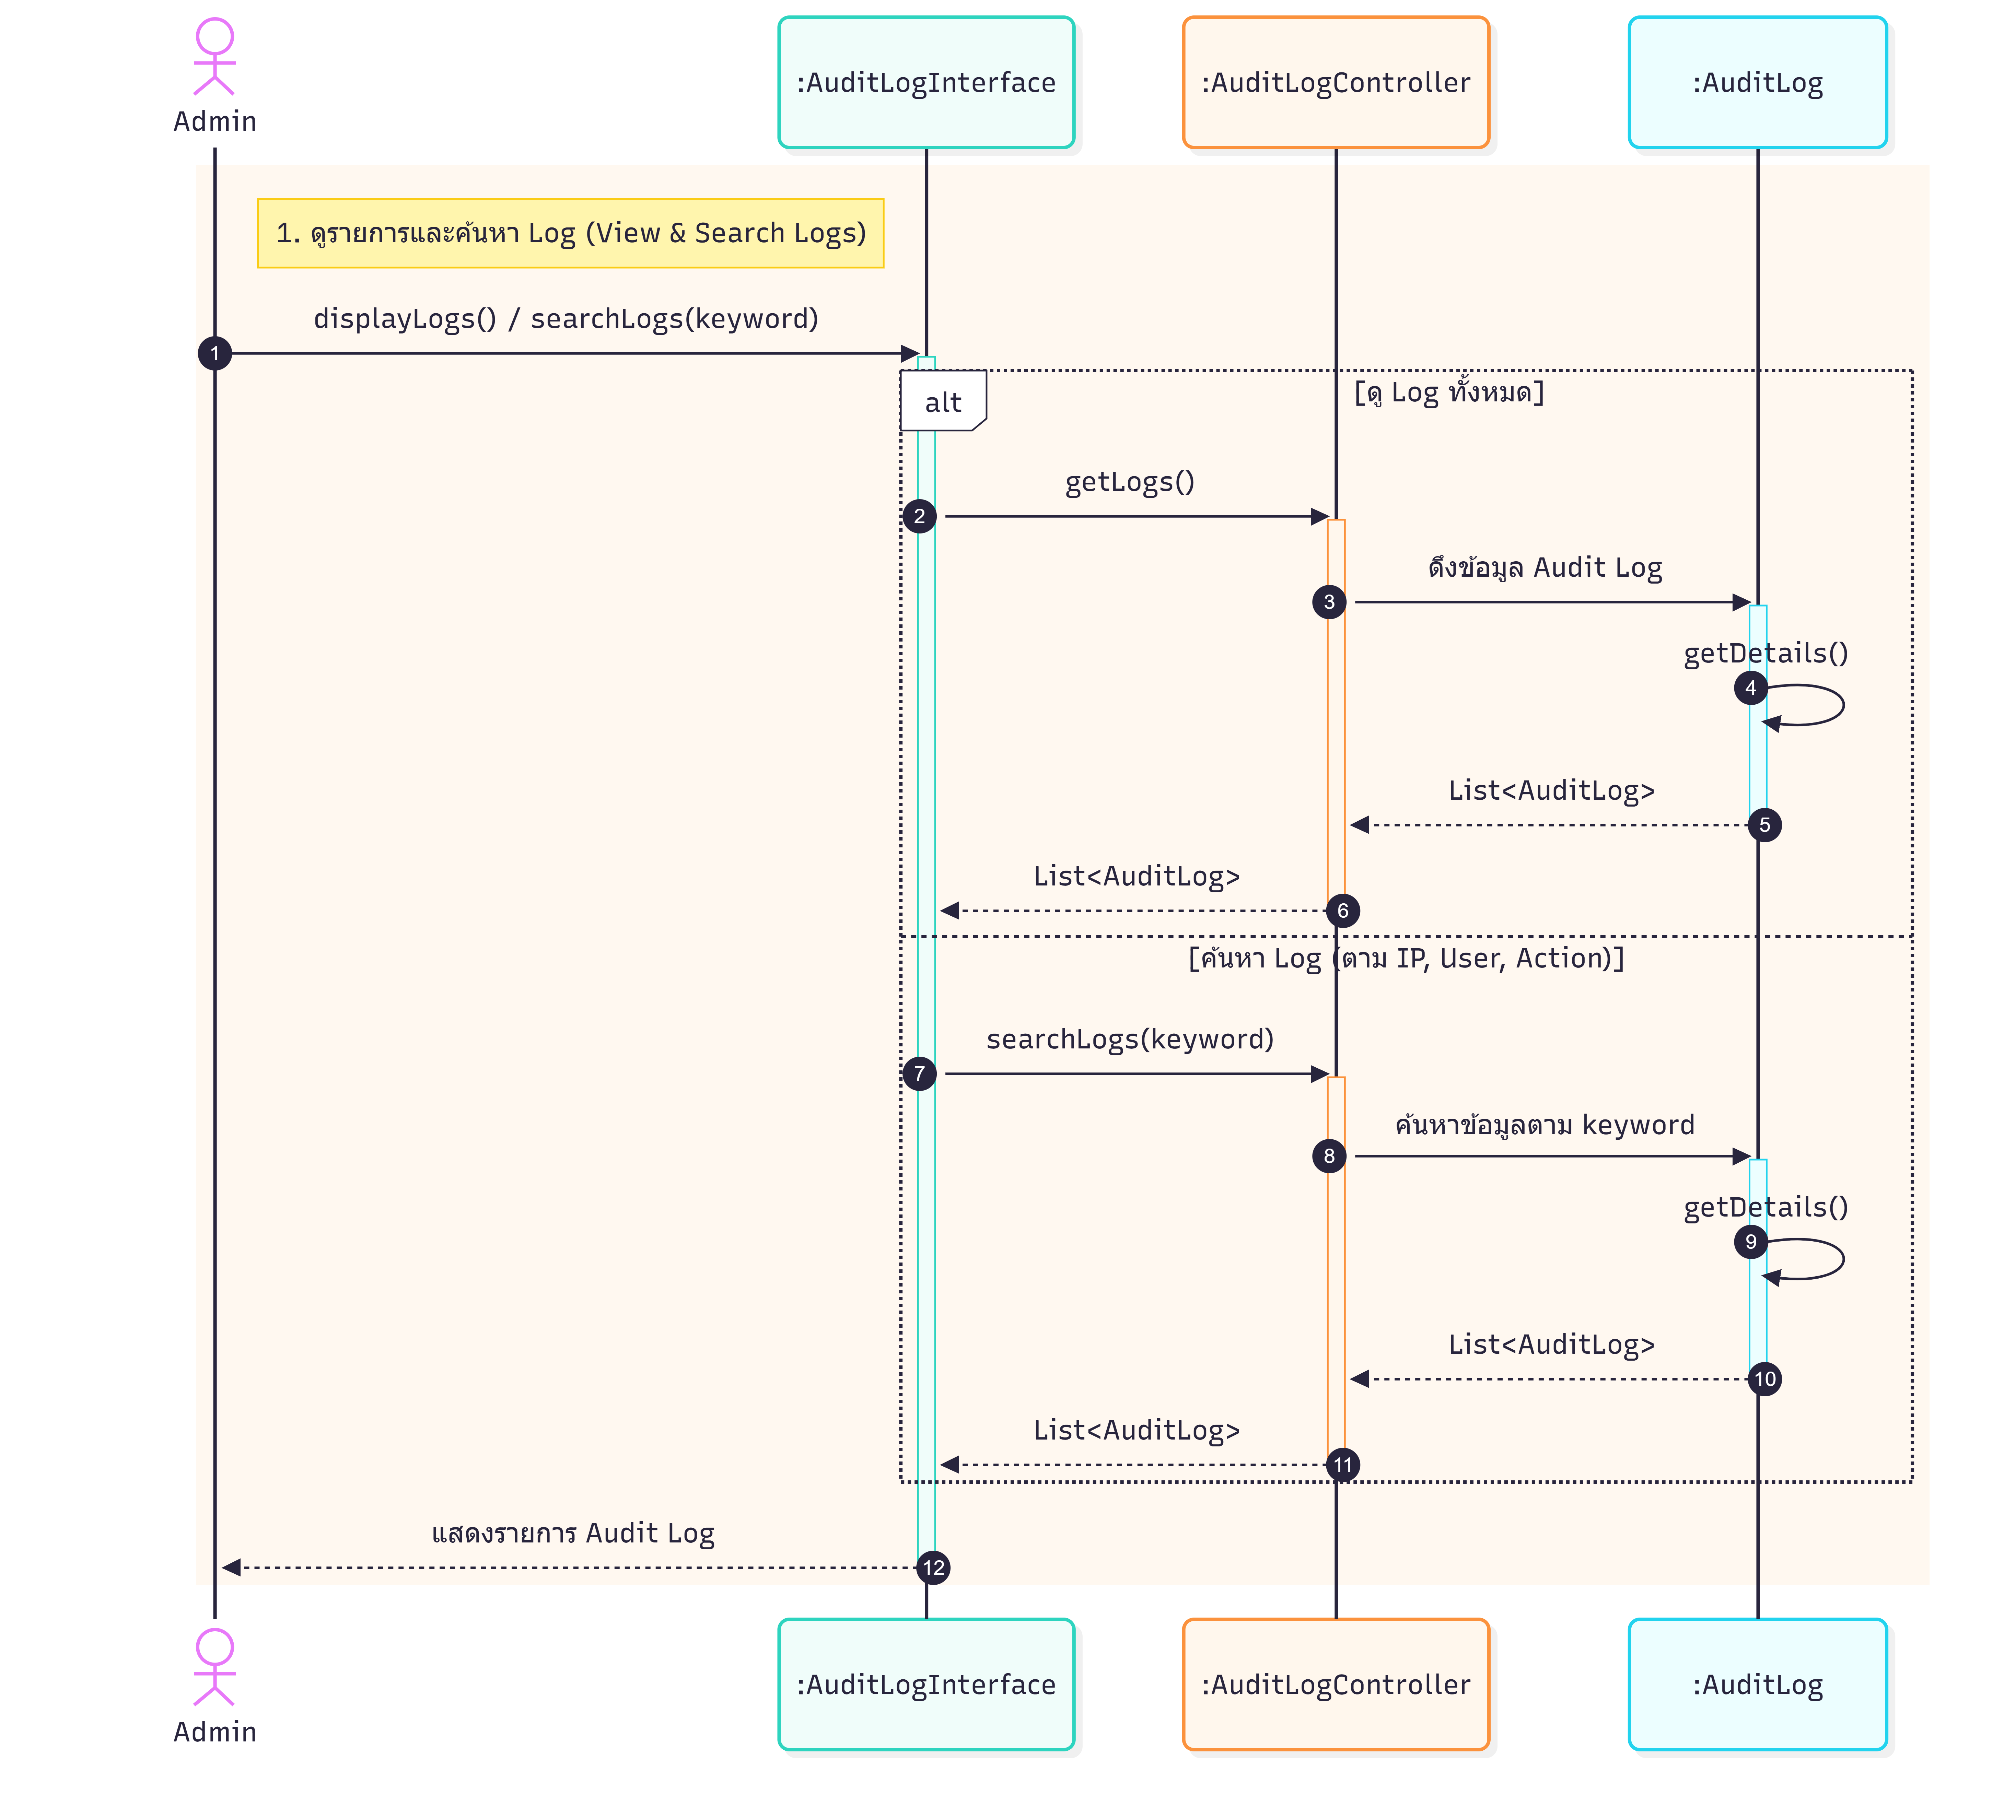 Admin
:AuditLogInterface
:AuditLogController
:AuditLog
1. ดูรายการและค้นหา Log (View & Search Logs)
displayLogs() / searchLogs(keyword)
1
alt
[ดู Log ทั้งหมด]
getLogs()
2
ดึงข้อมูล Audit Log
3
getDetails()
4
List<AuditLog>
5
List<AuditLog>
6
[ค้นหา Log (ตาม IP, User, Action)]
searchLogs(keyword)
7
ค้นหาข้อมูลตาม keyword
8
getDetails()
9
List<AuditLog>
10
List<AuditLog>
11
แสดงรายการ Audit Log
12
:AuditLogInterface
:AuditLogController
:AuditLog
Admin